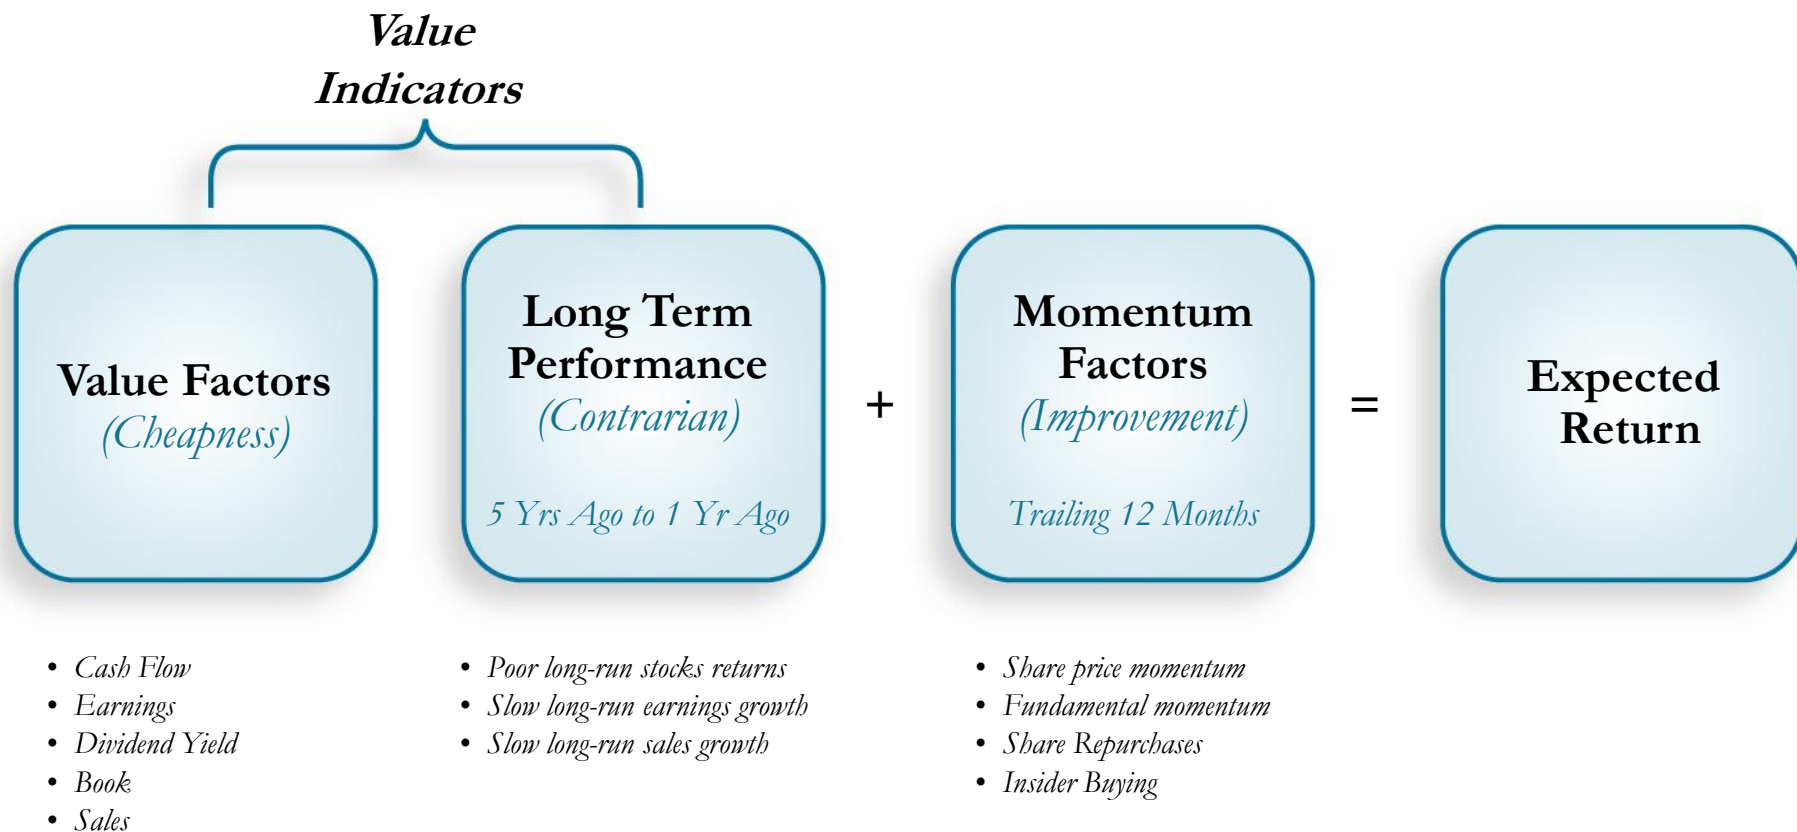 Value
Indicators
Value Factors
(Cheapness)
Long Term
Performance
(Contrarian)
5 Yrs Ago to 1 Yr Ago
+
Momentum
Factors
(Improvement)
Trailing 12 Months
=
Expected
Return
• Cash Flow
• Earnings
• Dividend Yield
• Book
• Sales
• Poor long-run stocks returns
• Slow long-run earnings growth
• Slow long-run sales growth
• Share price momentum
• Fundamental momentum
• Share Repurchases
• Insider Buying